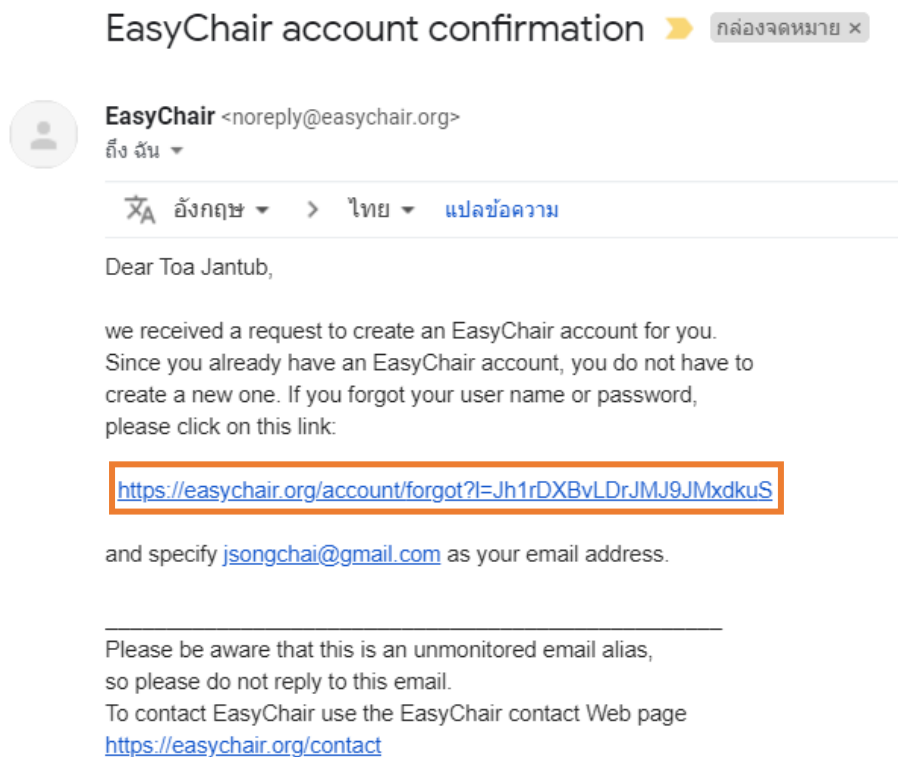 EasyChair account confirmation กล่องจดหมาย ×
EasyChair <noreply@easychair.org>
ถึง ฉัน
อังกฤษ > ไทย แปลข้อความ
Dear Toa Jantub,
we received a request to create an EasyChair account for you.
Since you already have an EasyChair account, you do not have to
create a new one. If you forgot your user name or password,
please click on this link:
https://easychair.org/account/forgot?l=Jh1rDXBvLDrJMJ9JMxdkuS
and specify jsongchai@gmail.com as your email address.
Please be aware that this is an unmonitored email alias,
so please do not reply to this email.
To contact EasyChair use the EasyChair contact Web page
https://easychair.org/contact